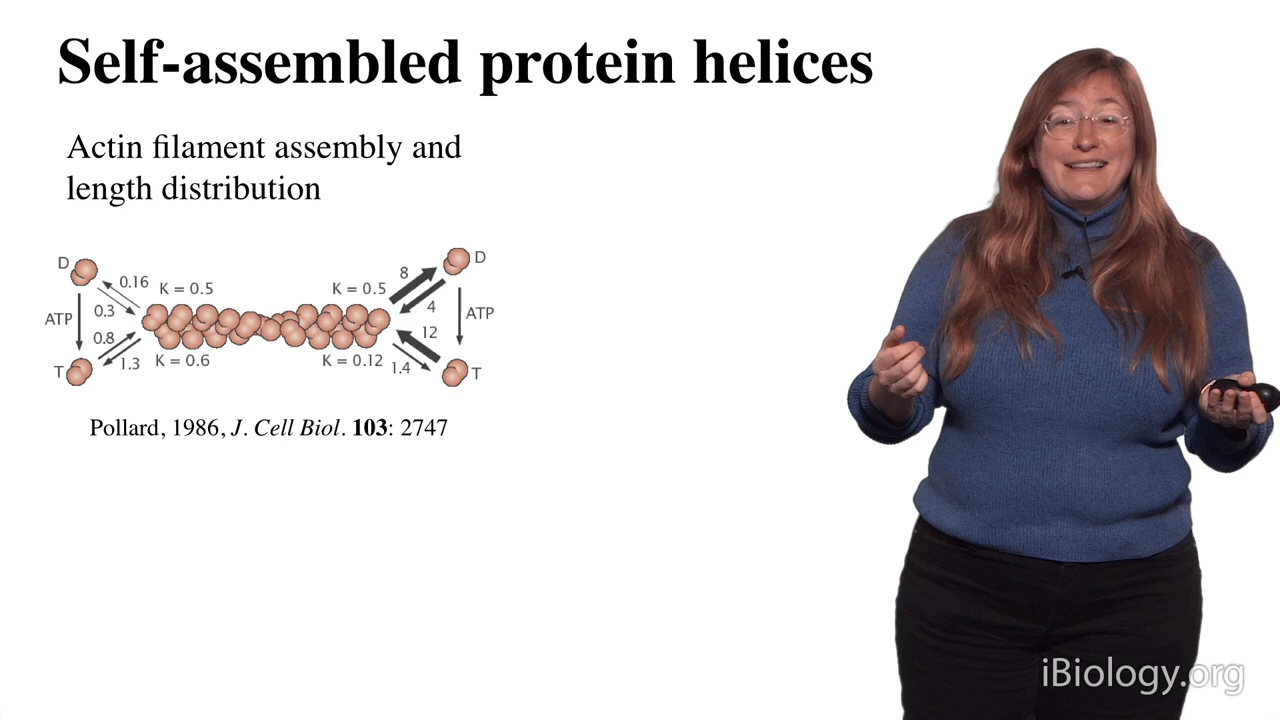 Self-assembled protein helices
Actin filament assembly and
length distribution
D
0.16
K = 0.5
K = 0.5
8
D
ATP
0.3
4
ATP
0.8
12
T
1.3
K = 0.6
K = 0.12
1.4
T
Pollard, 1986, J. Cell Biol. 103: 2747
iBiology.org